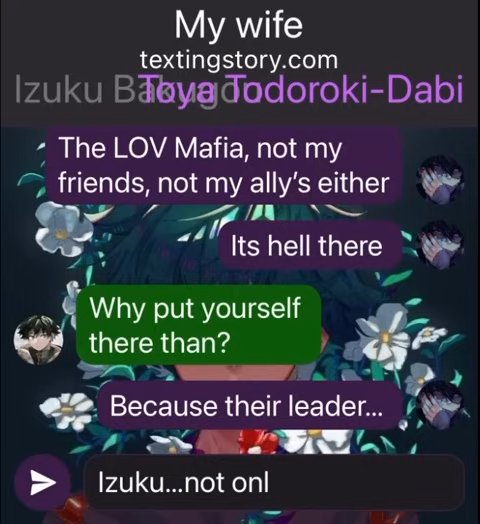 My wife
textingstory.com
Izuku Bakugou
Toya Todoroki-Dabi
The LOV Mafia, not my
friends, not my ally's either
Its hell there
Why put yourself
there than?
Because their leader...
Izuku...not onl